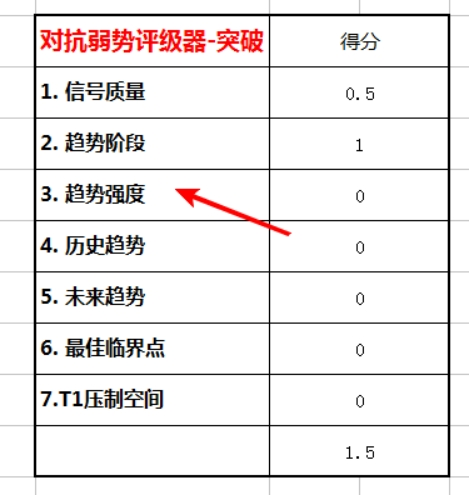 对抗弱势评级器-突破 得分
1. 信号质量 0.5
2. 趋势阶段 1
3. 趋势强度 0
4. 历史趋势 0
5. 未来趋势 0
6. 最佳临界点 0
7.T1压制空间 0
1.5